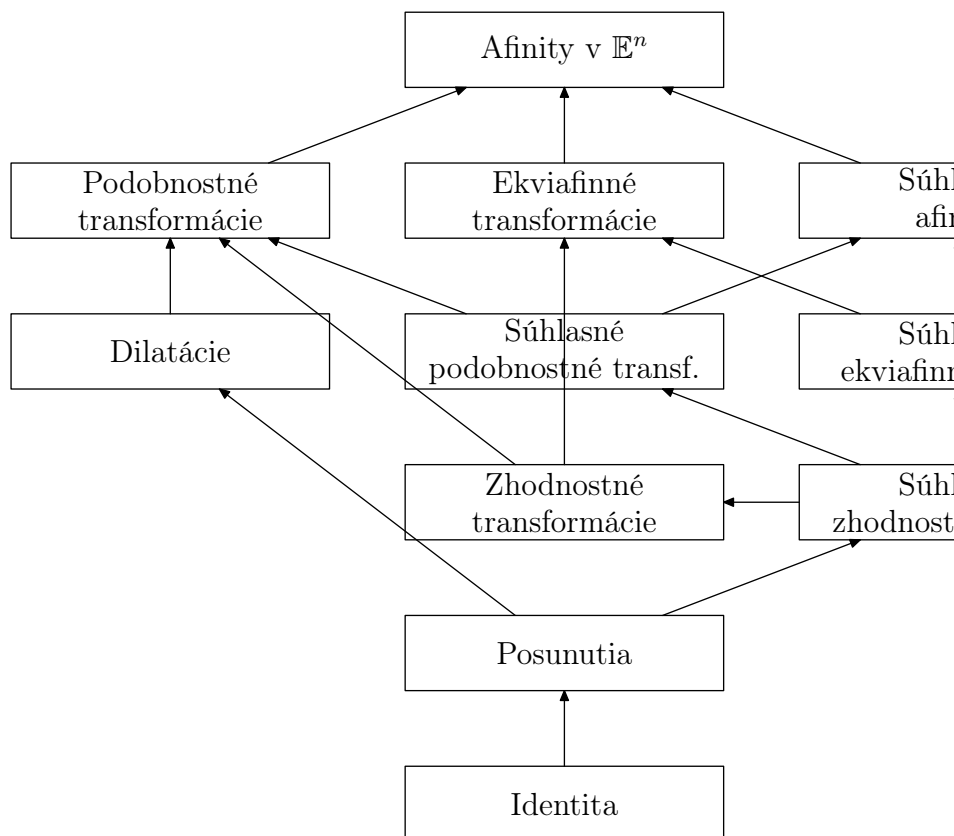 Afinity v 𝔼ⁿ
Podobnostné
transformácie
Ekviafinné
transformácie
Dilatácie
Súhlasné
podobnostné transf.
Zhodnostné
transformácie
Posunutia
Identita